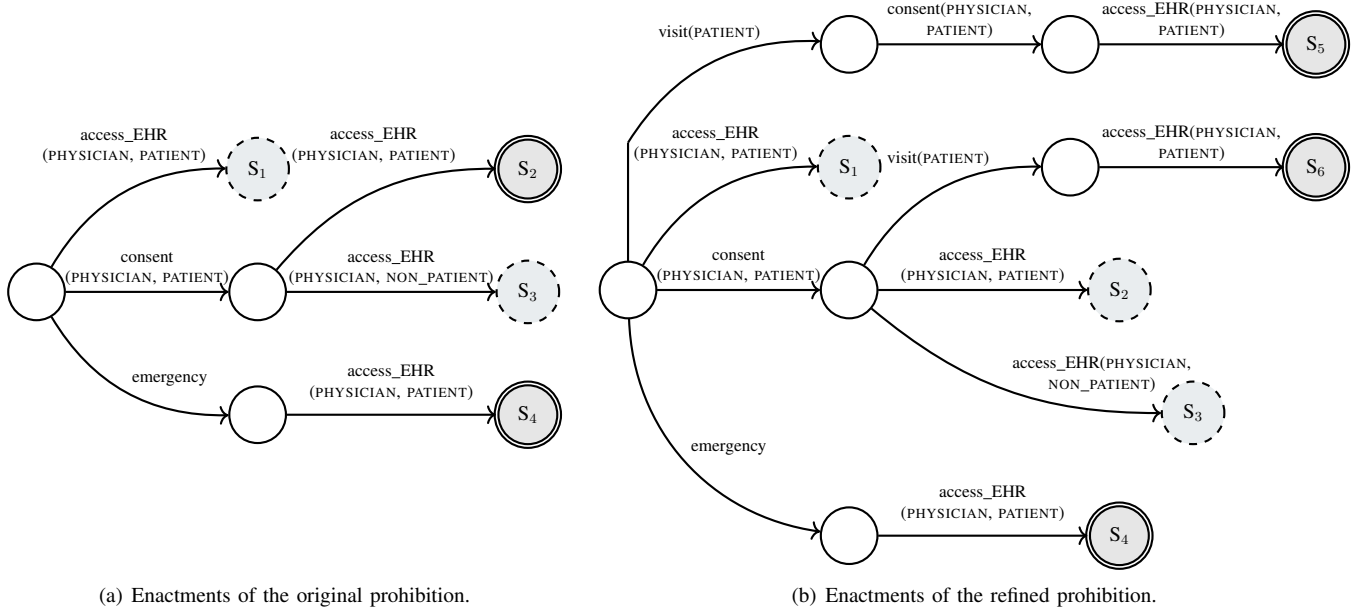 access_EHR
(PHYSICIAN, PATIENT)
S1
access_EHR
(PHYSICIAN, PATIENT)
S2
consent
(PHYSICIAN, PATIENT)
access_EHR
(PHYSICIAN, NON_PATIENT)
S3
emergency
access_EHR
(PHYSICIAN, PATIENT)
S4
(a) Enactments of the original prohibition.
visit(PATIENT)
consent(PHYSICIAN,
PATIENT)
access_EHR(PHYSICIAN,
PATIENT)
S5
access_EHR
(PHYSICIAN, PATIENT)
S1
visit(PATIENT)
access_EHR(PHYSICIAN,
PATIENT)
S6
consent
(PHYSICIAN, PATIENT)
access_EHR
(PHYSICIAN, PATIENT)
S2
access_EHR(PHYSICIAN,
NON_PATIENT)
S3
emergency
access_EHR
(PHYSICIAN, PATIENT)
S4
(b) Enactments of the refined prohibition.